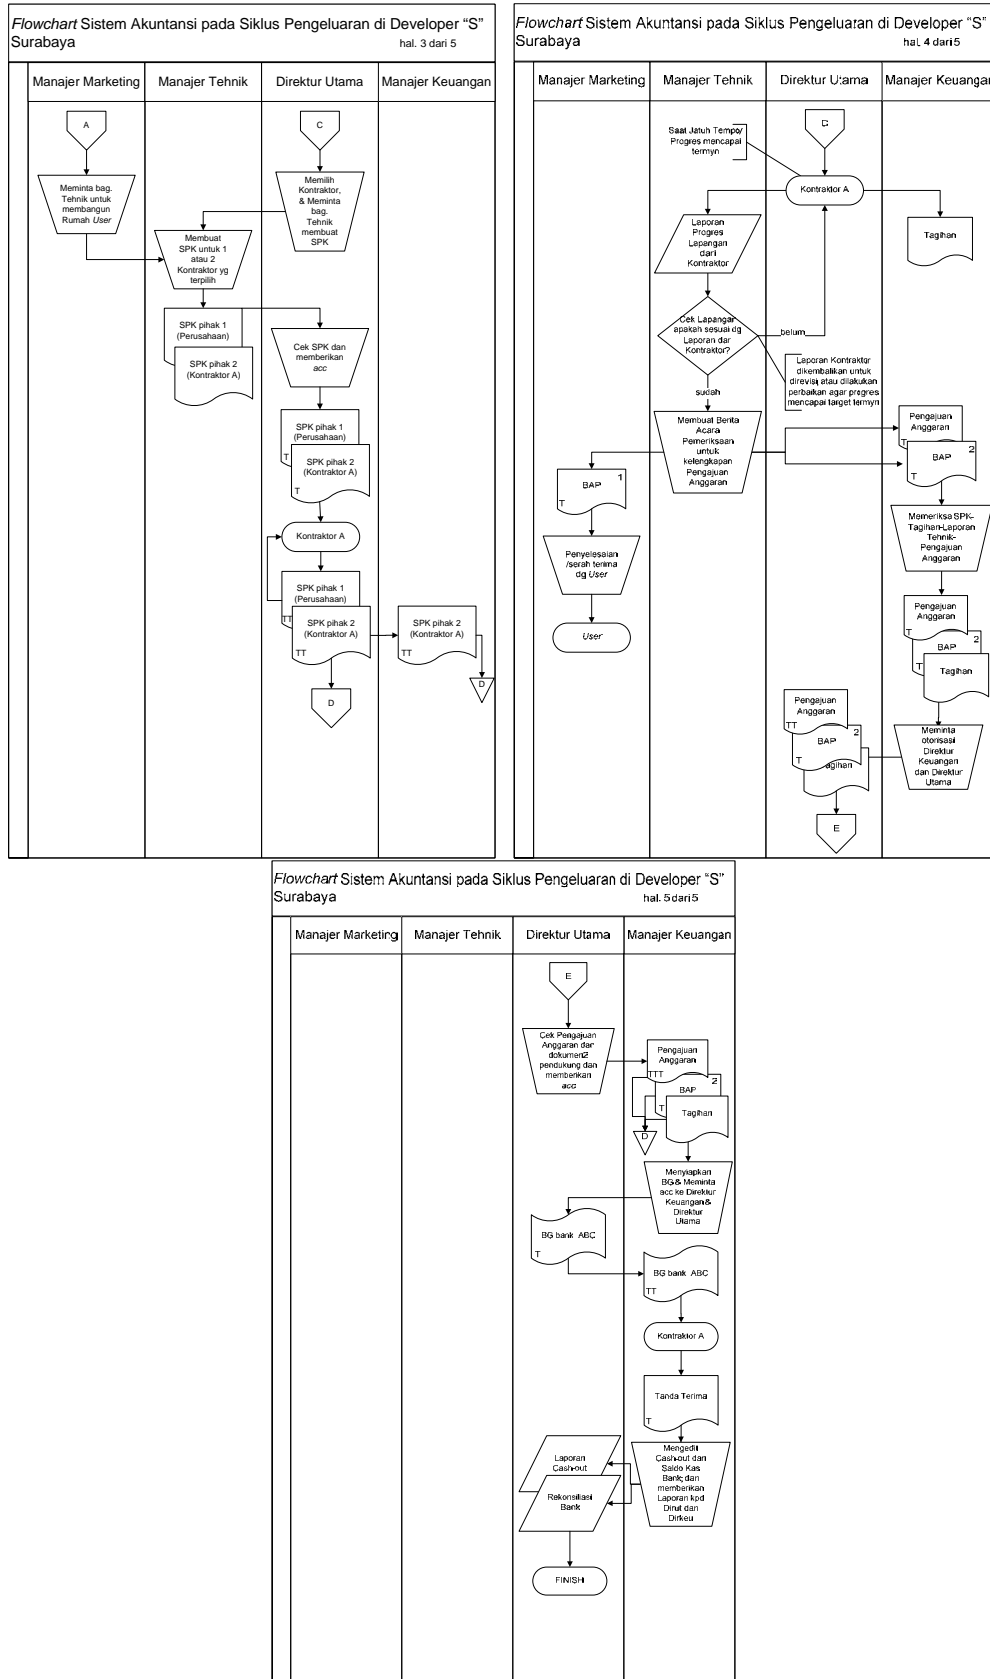 Flowchart Sistem Akuntansi pada Siklus Pengeluaran di Developer “S”
Surabaya
hal. 3 dari 5
Manajer Marketing
Manajer Tehnik
Direktur Utama
Manajer Keuangan
A
C
Meminta bag.
Tehnik untuk
membangun
Rumah User
Memilih
Kontraktor,
& Meminta
bag.
Tehnik
membuat
SPK
Membuat
SPK untuk 1
atau 2
Kontraktor yg
terpilih
SPK pihak 1
(Perusahaan)
SPK pihak 2
(Kontraktor A)
Cek SPK dan
memberikan
acc
SPK pihak 1
(Perusahaan)
T
SPK pihak 2
(Kontraktor A)
T
Kontraktor A
SPK pihak 1
(Perusahaan)
TT
SPK pihak 2
(Kontraktor A)
TT
SPK pihak 2
(Kontraktor A)
TT
D
D
Flowchart Sistem Akuntansi pada Siklus Pengeluaran di Developer “S”
Surabaya
hal. 4 dari 5
Manajer Marketing
Manajer Tehnik
Direktur Utama
Manajer Keuangan
Saat Jatuh Tempo/
Progres mencapai
termyn
Kontraktor A
Laporan
Progres
Lapangan
dari
Kontraktor
Tagihan
Cek Lapangan
apakah sesuai dg
Laporan dar
Kontraktor?
belum
sudah
Laporan Kontraktor
dikembalikan untuk
direvisi atau dilakukan
perbaikan agar progres
mencapai target termyn
Membuat Berita
Acara
Pemeriksaan
untuk
kelengkapan
Pengajuan
Anggaran
Pengajuan
Anggaran
T
2
BAP
T
1
BAP
T
Memeriksa SPK-
Tagihan-Laporan
Tehnik-
Pengajuan
Anggaran
Penyelesaian
/serah terima
dg User
User
Pengajuan
Anggaran
T
2
BAP
T
Tagihan
Pengajuan
Anggaran
TT
2
BAP
T
agihan
Meminta
otorisasi
Direktur
Keuangan
dan Direktur
Utama
E
Flowchart Sistem Akuntansi pada Siklus Pengeluaran di Developer “S”
Surabaya
hal. 5 dari 5
Manajer Marketing
Manajer Tehnik
Direktur Utama
Manajer Keuangan
E
Cek Pengajuan
Anggaran dan
dokumen2
pendukung dan
memberikan
acc
Pengajuan
Anggaran
TTT
2
BAP
T
Tagihan
D
Menyiapkan
BG & Meminta
acc ke Direktur
Keuangan &
Direktur
Utama
BG bank ABC
T
BG bank ABC
TT
Kontraktor A
Tanda Terima
T
Mengedit
Cash-out dan
Saldo Kas
Bank; dan
memberikan
Laporan kpd
Dirut dan
Dirkeu
Laporan
Cash-out
Rekonsiliasi
Bank
FINISH